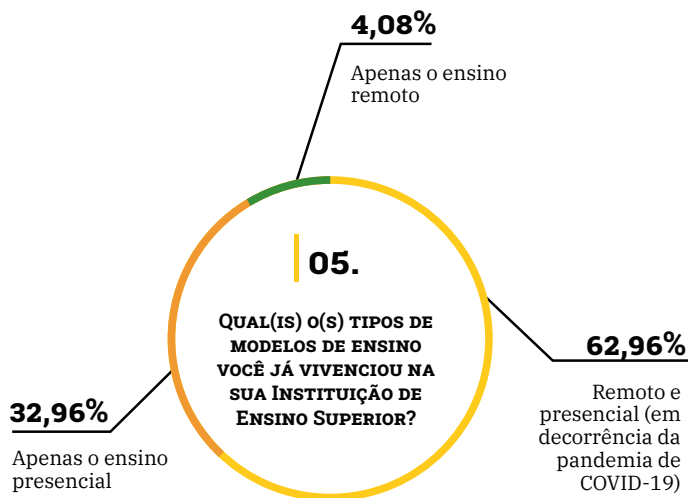 4,08%
Apenas o ensino
remoto
05.
QUAL(IS) O(S) TIPOS DE
MODELOS DE ENSINO
VOCÊ JÁ VIVENCIOU NA
SUA INSTITUIÇÃO DE
ENSINO SUPERIOR?
62,96%
Remoto e
presencial (em
decorrência da
pandemia de
COVID-19)
32,96%
Apenas o ensino
presencial